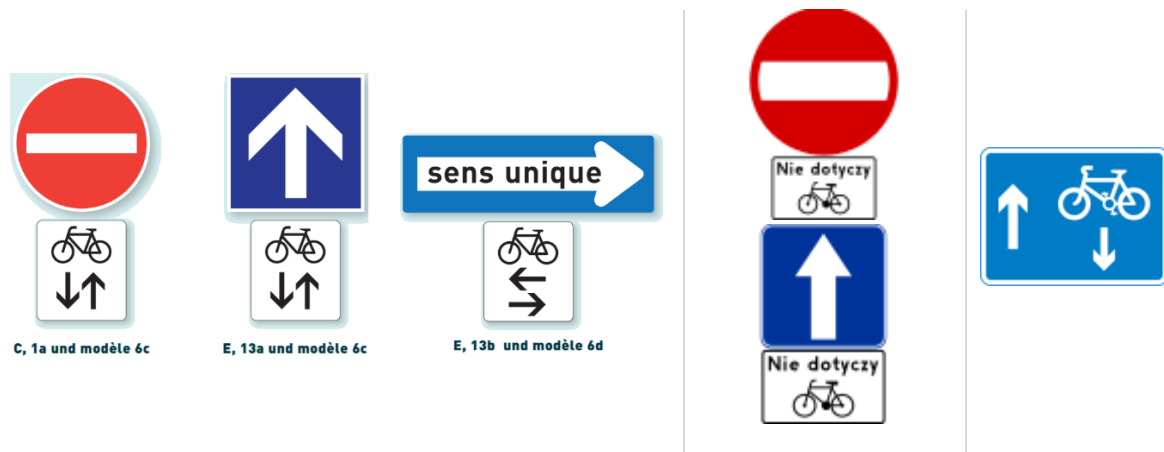 sens unique
C, 1a und modèle 6c
E, 13a und modèle 6c
E, 13b und modèle 6d
Nie dotyczy
Nie dotyczy